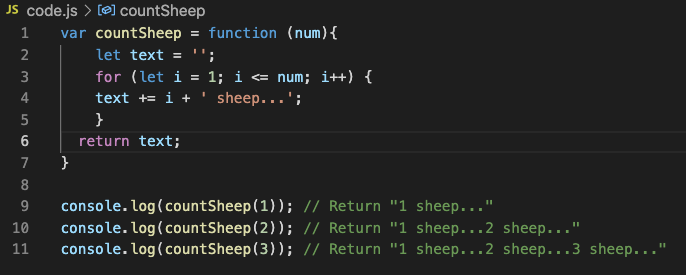 JS code.js > countSheep
1 var countSheep = function (num){
2     let text = '';
3     for (let i = 1; i <= num; i++) {
4     text += i + ' sheep...';
5     }
6   return text;
7 }
8
9 console.log(countSheep(1)); // Return "1 sheep..."
10 console.log(countSheep(2)); // Return "1 sheep...2 sheep..."
11 console.log(countSheep(3)); // Return "1 sheep...2 sheep...3 sheep..."